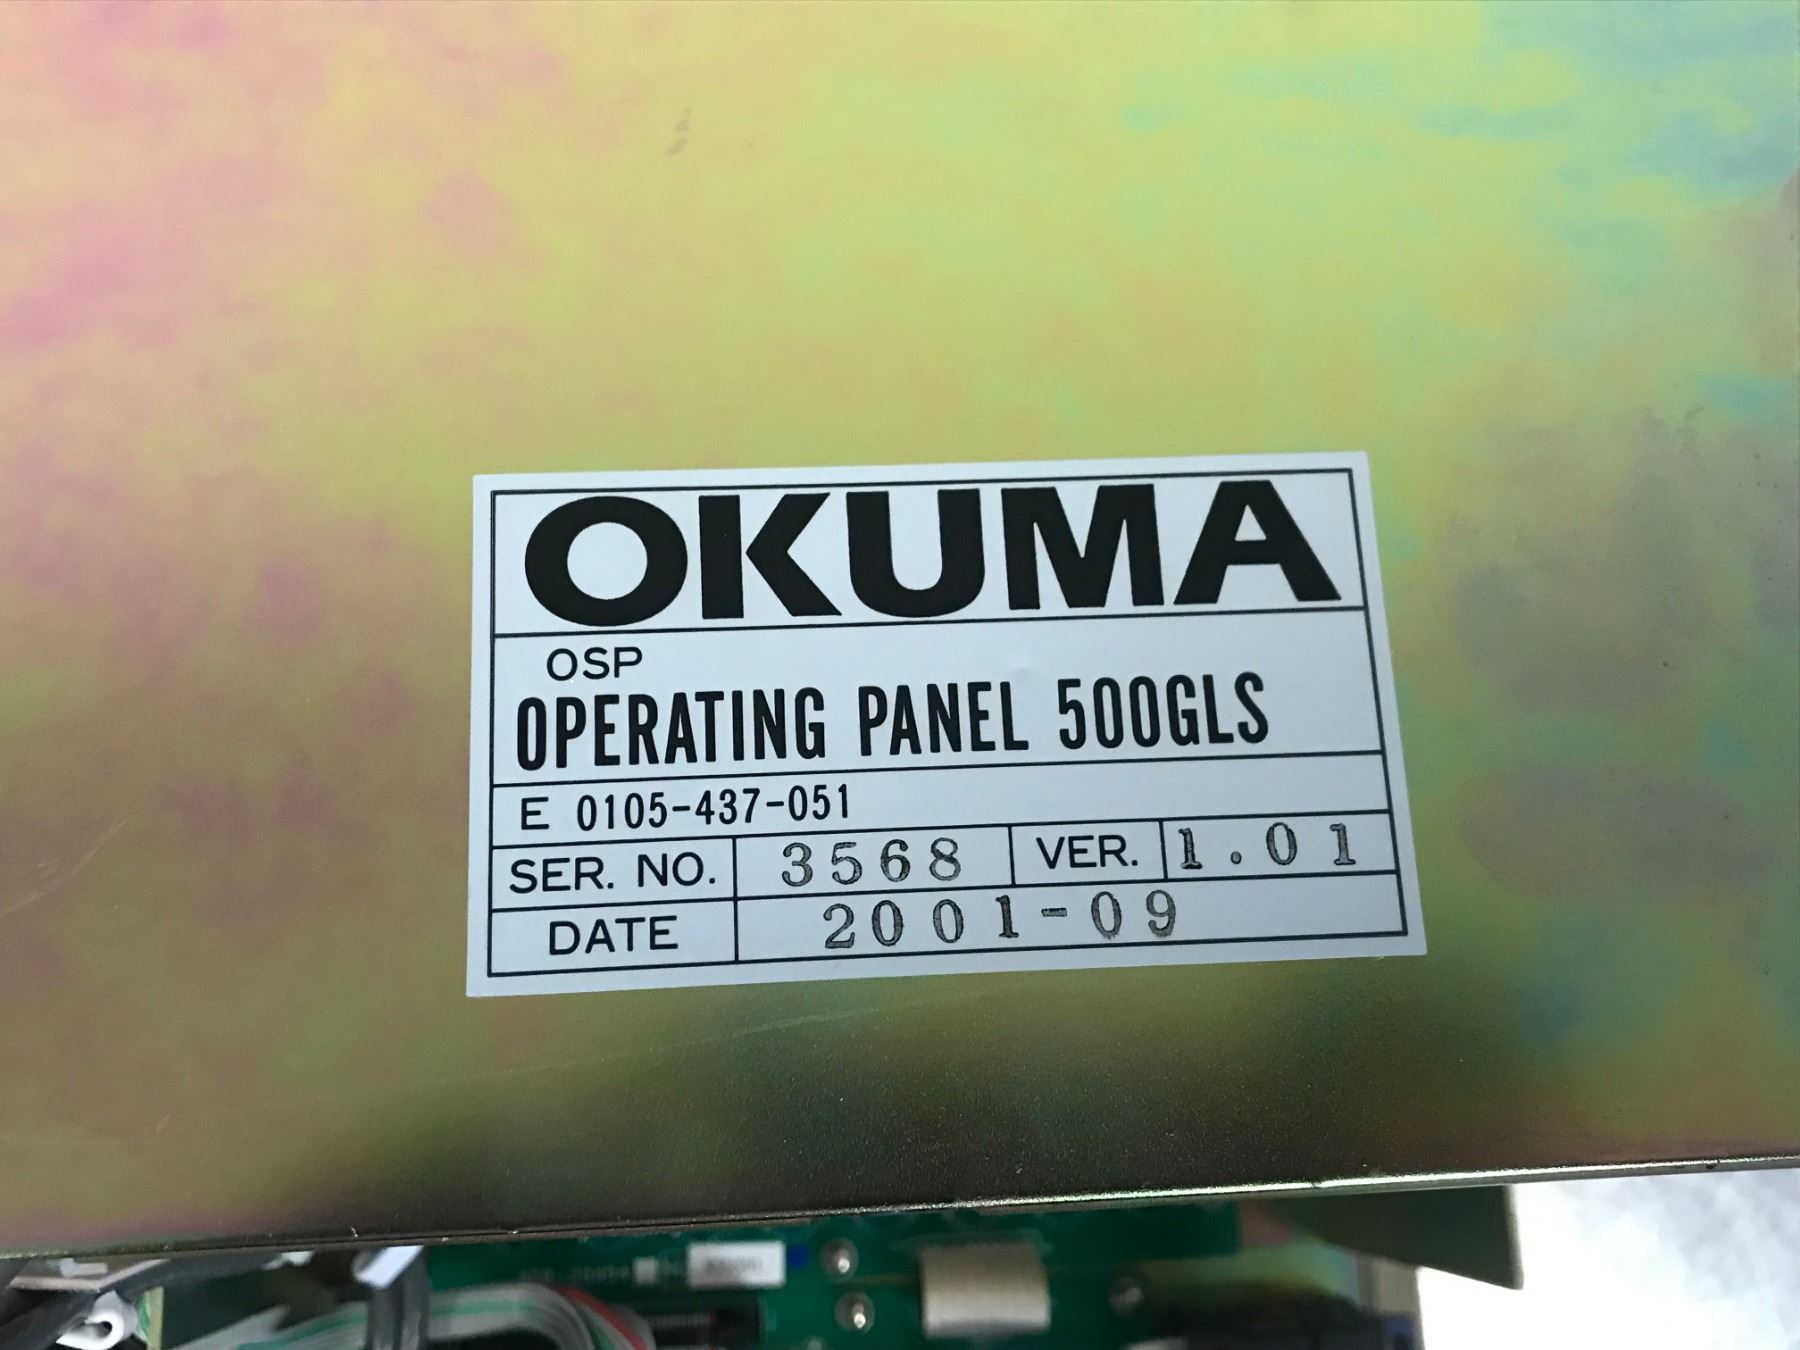 OKUMA
OSP
OPERATING PANEL 500GLS
E 0105-437-051
SER. NO. 3568 VER. 1.01
DATE 2001-09